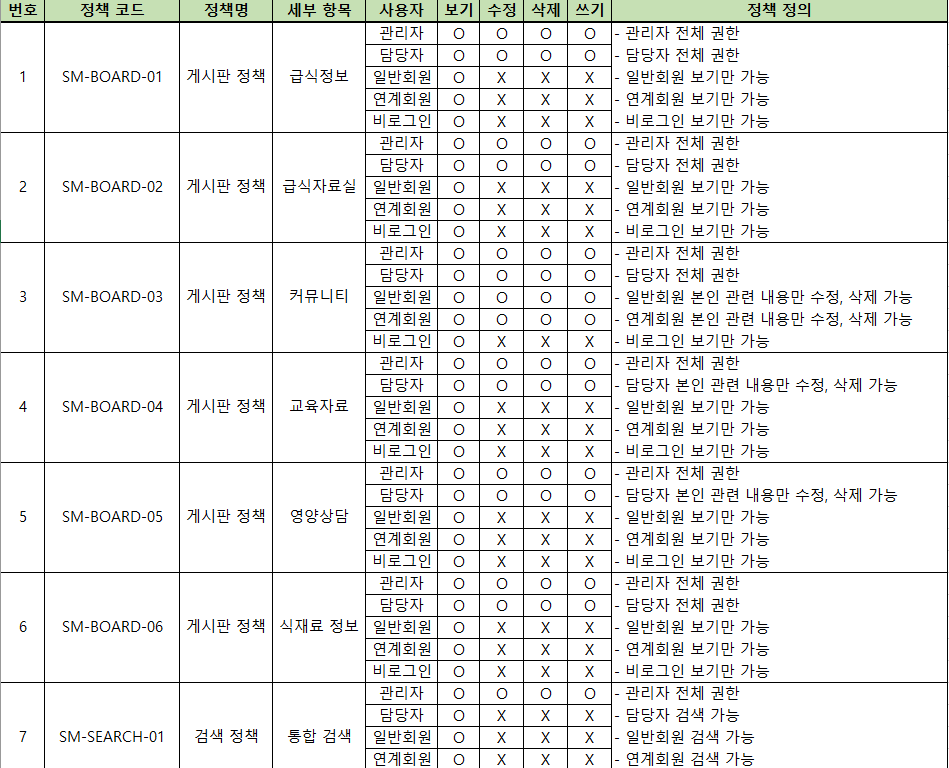 번호 정책 코드 정책명 세부 항목 사용자 보기 수정 삭제 쓰기 정책 정의
1 SM-BOARD-01 게시판 정책 급식정보
관리자 O O O O - 관리자 전체 권한
담당자 O O O O - 담당자 전체 권한
일반회원 O X X X - 일반회원 보기만 가능
연계회원 O X X X - 연계회원 보기만 가능
비로그인 O X X X - 비로그인 보기만 가능
2 SM-BOARD-02 게시판 정책 급식자료실
관리자 O O O O - 관리자 전체 권한
담당자 O O O O - 담당자 전체 권한
일반회원 O X X X - 일반회원 보기만 가능
연계회원 O X X X - 연계회원 보기만 가능
비로그인 O X X X - 비로그인 보기만 가능
3 SM-BOARD-03 게시판 정책 커뮤니티
관리자 O O O O - 관리자 전체 권한
담당자 O O O O - 담당자 전체 권한
일반회원 O O O O - 일반회원 본인 관련 내용만 수정, 삭제 가능
연계회원 O O O O - 연계회원 본인 관련 내용만 수정, 삭제 가능
비로그인 O X X X - 비로그인 보기만 가능
4 SM-BOARD-04 게시판 정책 교육자료
관리자 O O O O - 관리자 전체 권한
담당자 O O O O - 담당자 본인 관련 내용만 수정, 삭제 가능
일반회원 O X X X - 일반회원 보기만 가능
연계회원 O X X X - 연계회원 보기만 가능
비로그인 O X X X - 비로그인 보기만 가능
5 SM-BOARD-05 게시판 정책 영양상담
관리자 O O O O - 관리자 전체 권한
담당자 O O O O - 담당자 본인 관련 내용만 수정, 삭제 가능
일반회원 O X X X - 일반회원 보기만 가능
연계회원 O X X X - 연계회원 보기만 가능
비로그인 O X X X - 비로그인 보기만 가능
6 SM-BOARD-06 게시판 정책 식재료 정보
관리자 O O O O - 관리자 전체 권한
담당자 O O O O - 담당자 전체 권한
일반회원 O X X X - 일반회원 보기만 가능
연계회원 O X X X - 연계회원 보기만 가능
비로그인 O X X X - 비로그인 보기만 가능
7 SM-SEARCH-01 검색 정책 통합 검색
관리자 O O O O - 관리자 전체 권한
담당자 O X X X - 담당자 검색 가능
일반회원 O X X X - 일반회원 검색 가능
연계회원 O X X X - 연계회원 검색 가능